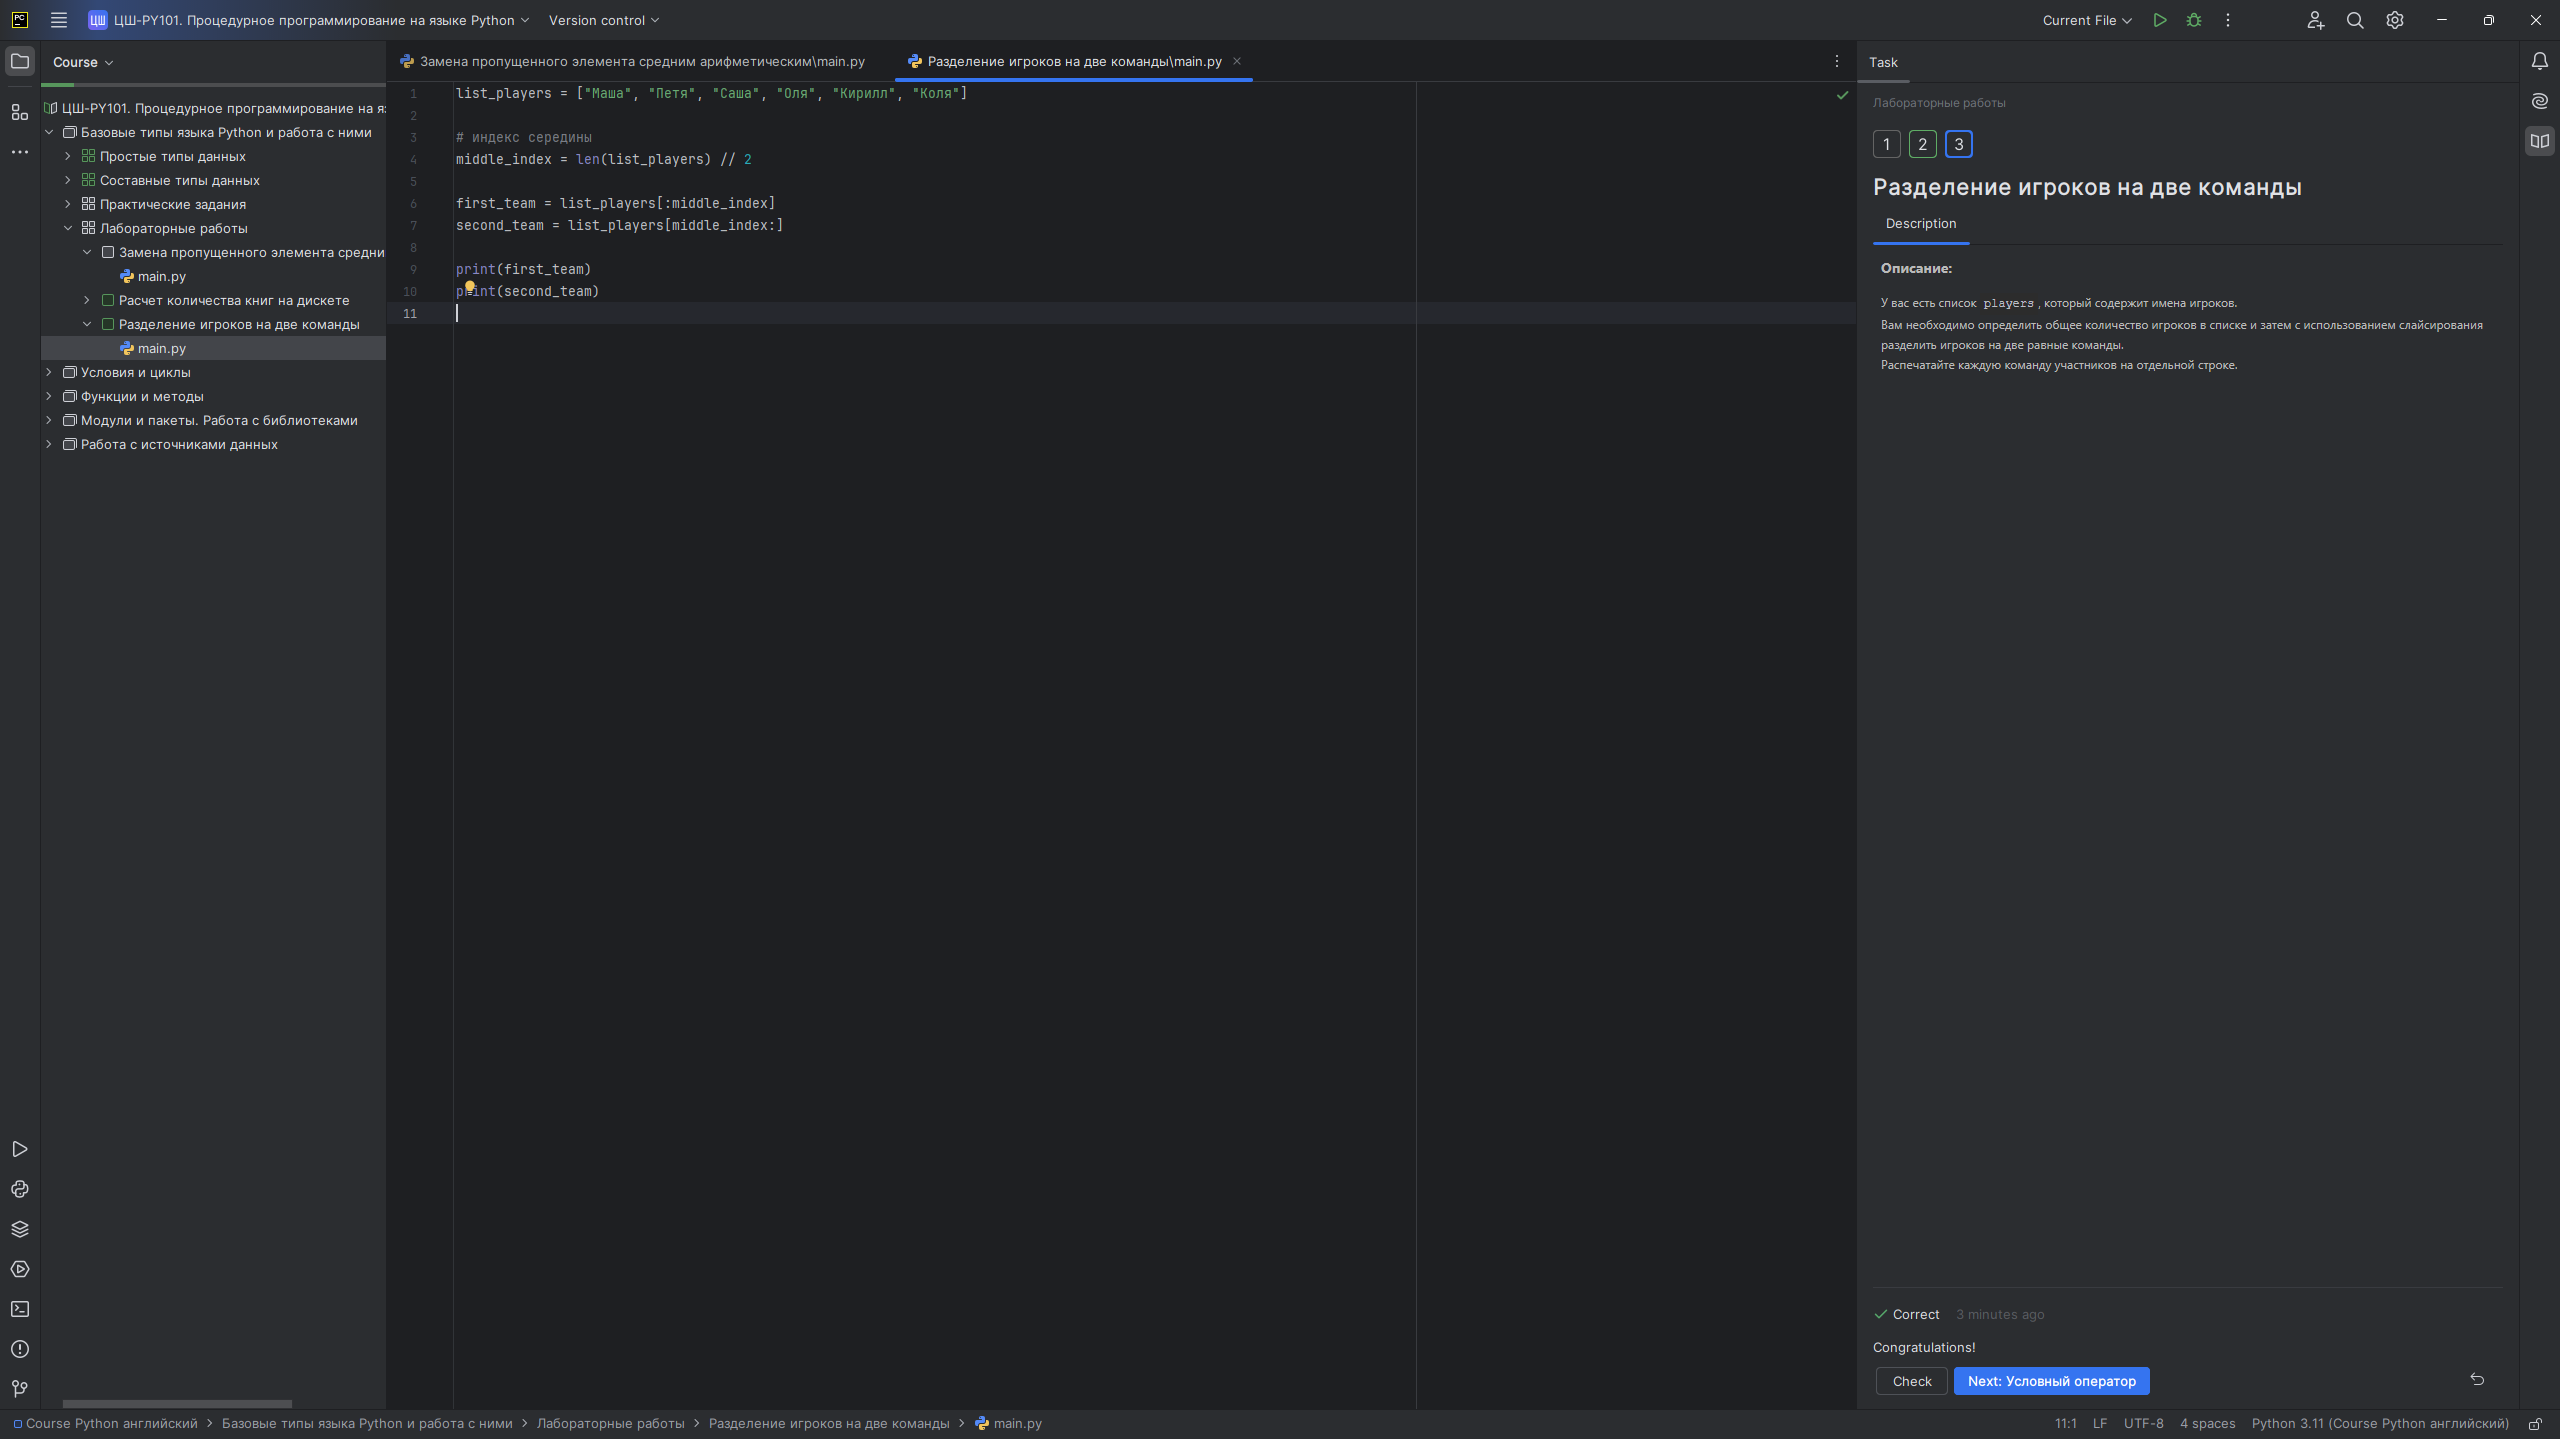 PC
ЦШ
ЦШ-PY101. Процедурное программирование на языке Python
Version control
Current File
Course
ЦШ-PY101. Процедурное программирование на яз
Базовые типы языка Python и работа с ними
Простые типы данных
Составные типы данных
Практические задания
Лабораторные работы
Замена пропущенного элемента средни
main.py
Расчет количества книг на дискете
Разделение игроков на две команды
main.py
Условия и циклы
Функции и методы
Модули и пакеты. Работа с библиотеками
Работа с источниками данных
Замена пропущенного элемента средним арифметическим\main.py
Разделение игроков на две команды\main.py
1 list_players = ["Маша", "Петя", "Саша", "Оля", "Кирилл", "Коля"]
2
3 # индекс середины
4 middle_index = len(list_players) // 2
5
6 first_team = list_players[:middle_index]
7 second_team = list_players[middle_index:]
8
9 print(first_team)
10 print(second_team)
11
Task
Лабораторные работы
1 2 3
Разделение игроков на две команды
Description
Описание:
У вас есть список players , который содержит имена игроков.
Вам необходимо определить общее количество игроков в списке и затем с использованием слайсирования
разделить игроков на две равные команды.
Распечатайте каждую команду участников на отдельной строке.
Correct 3 minutes ago
Congratulations!
Check Next: Условный оператор
Course Python английский > Базовые типы языка Python и работа с ними > Лабораторные работы > Разделение игроков на две команды > main.py
11:1 LF UTF-8 4 spaces Python 3.11 (Course Python английский)